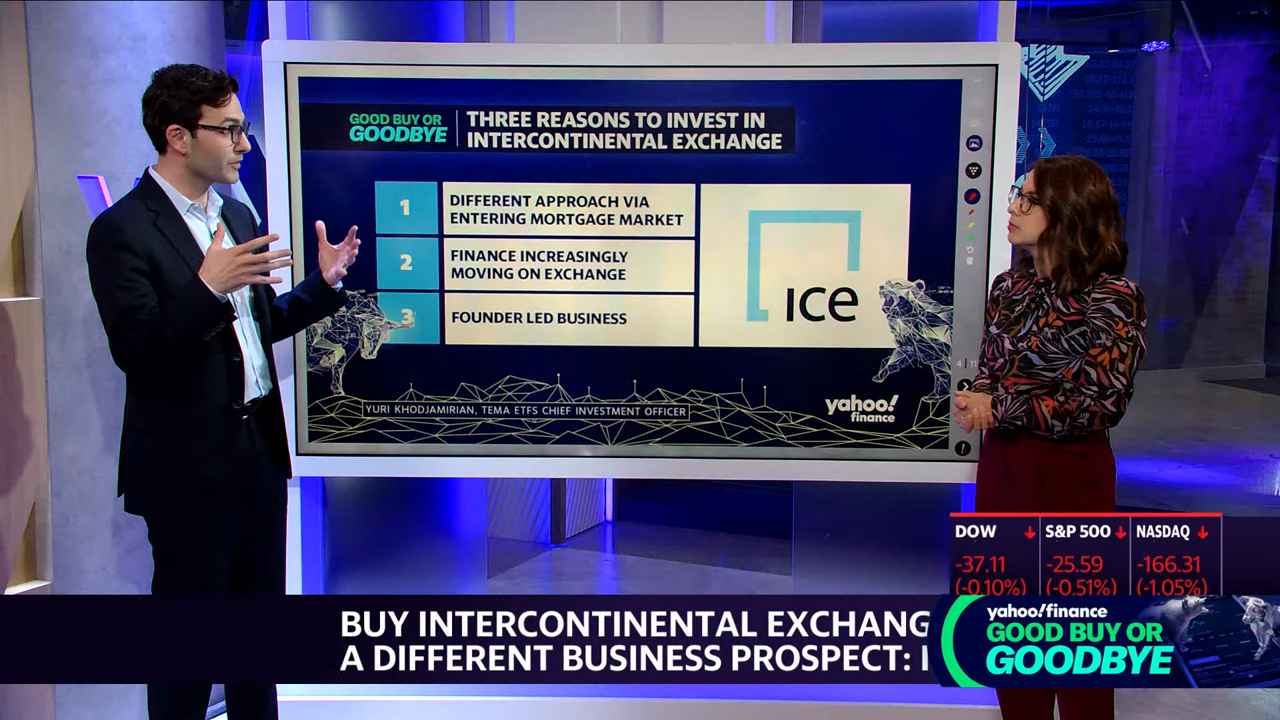 GOOD BUY OR
GOODBYE
THREE REASONS TO INVEST IN
INTERCONTINENTAL EXCHANGE
1
DIFFERENT APPROACH VIA
ENTERING MORTGAGE MARKET
2
FINANCE INCREASINGLY
MOVING ON EXCHANGE
3
FOUNDER LED BUSINESS
ice
4 | 11
YURI KHODJAMIRIAN, TEMA ETFS CHIEF INVESTMENT OFFICER
yahoo!
finance
DOW
-37.11
(-0.10%)
S&P 500
-25.59
(-0.51%)
NASDAQ
-166.31
(-1.05%)
BUY INTERCONTINENTAL EXCHANG
A DIFFERENT BUSINESS PROSPECT:
yahoo!finance
GOOD BUY OR
GOODBYE